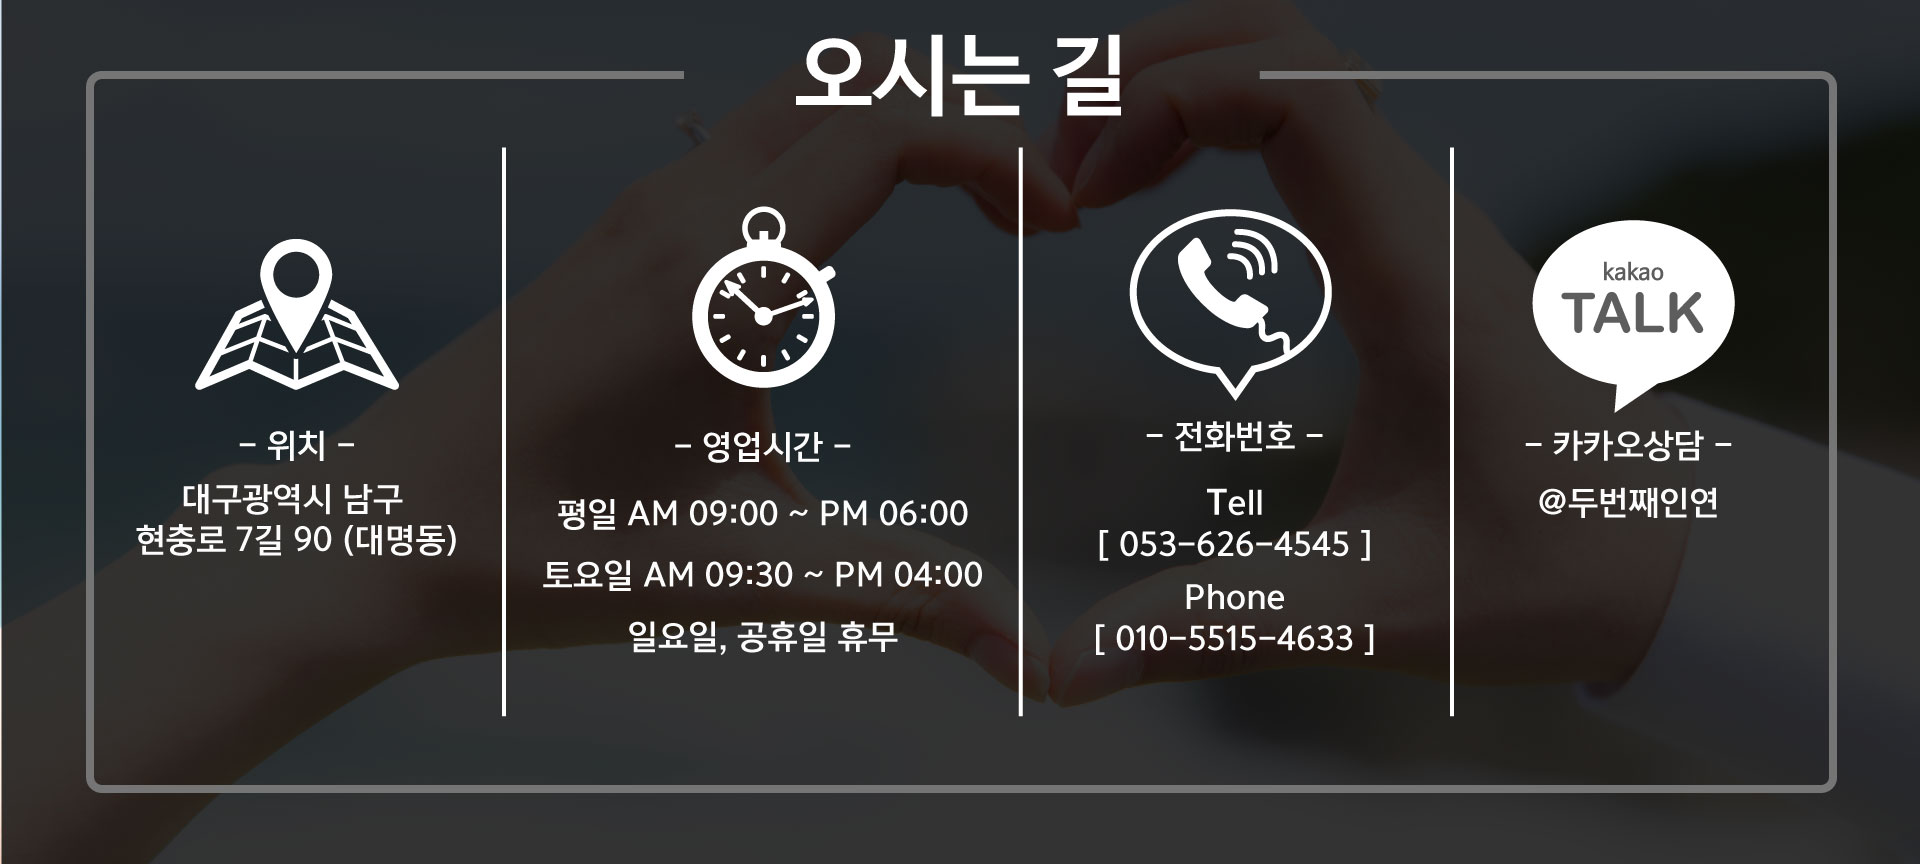 오시는 길
- 위치 -
대구광역시 남구
현충로 7길 90 (대명동)
- 영업시간 -
평일 AM 09:00 ~ PM 06:00
토요일 AM 09:30 ~ PM 04:00
일요일, 공휴일 휴무
- 전화번호 -
Tell
[ 053-626-4545 ]
Phone
[ 010-5515-4633 ]
kakao
TALK
- 카카오상담 -
@두번째인연